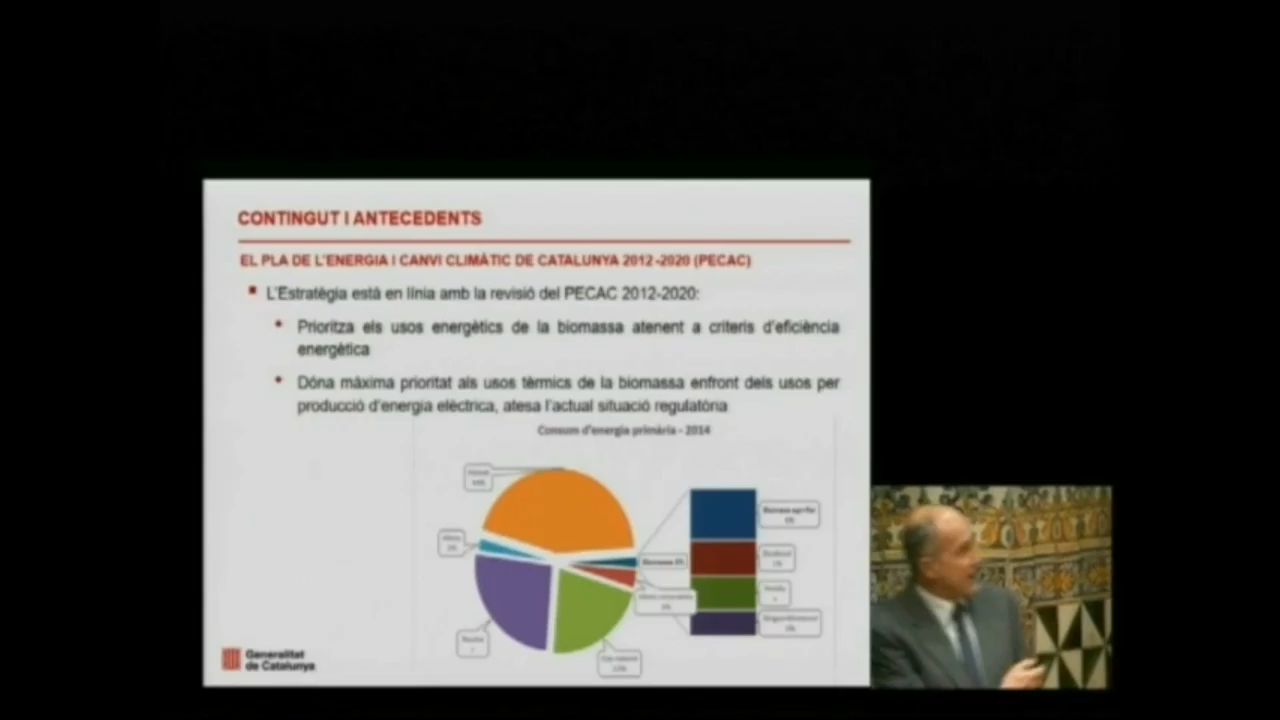 CONTINGUT I ANTECEDENTS
EL PLA DE L'ENERGIA I CANVI CLIMÀTIC DE CATALUNYA 2012-2020 (PECAC)
L'Estratègia està en línia amb la revisió del PECAC 2012-2020:
Prioritza els usos energètics de la biomassa atenent a criteris d'eficiència
energètica
Dóna màxima prioritat als usos tèrmics de la biomassa enfront dels usos per
producció d'energia elèctrica, atesa l'actual situació regulatòria
Consum d'energia primària - 2014
Generalitat
de Catalunya